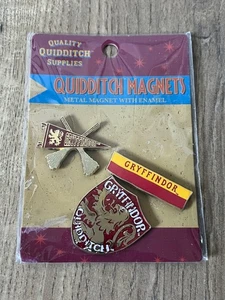 QUALITY
QUIDDITCH
SUPPLIES
QUIDDITCH MAGNETS
METAL MAGNET WITH ENAMEL
GRYFFINDOR
GRYFFINDOR
QUIDDITCH